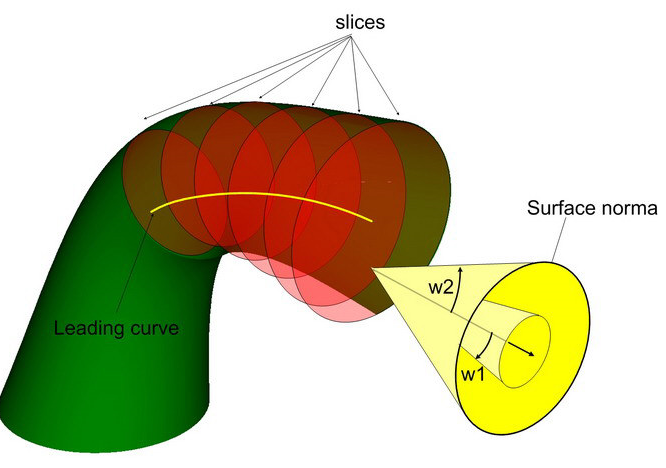 slices
Surface norma
w2
w1
Leading curve